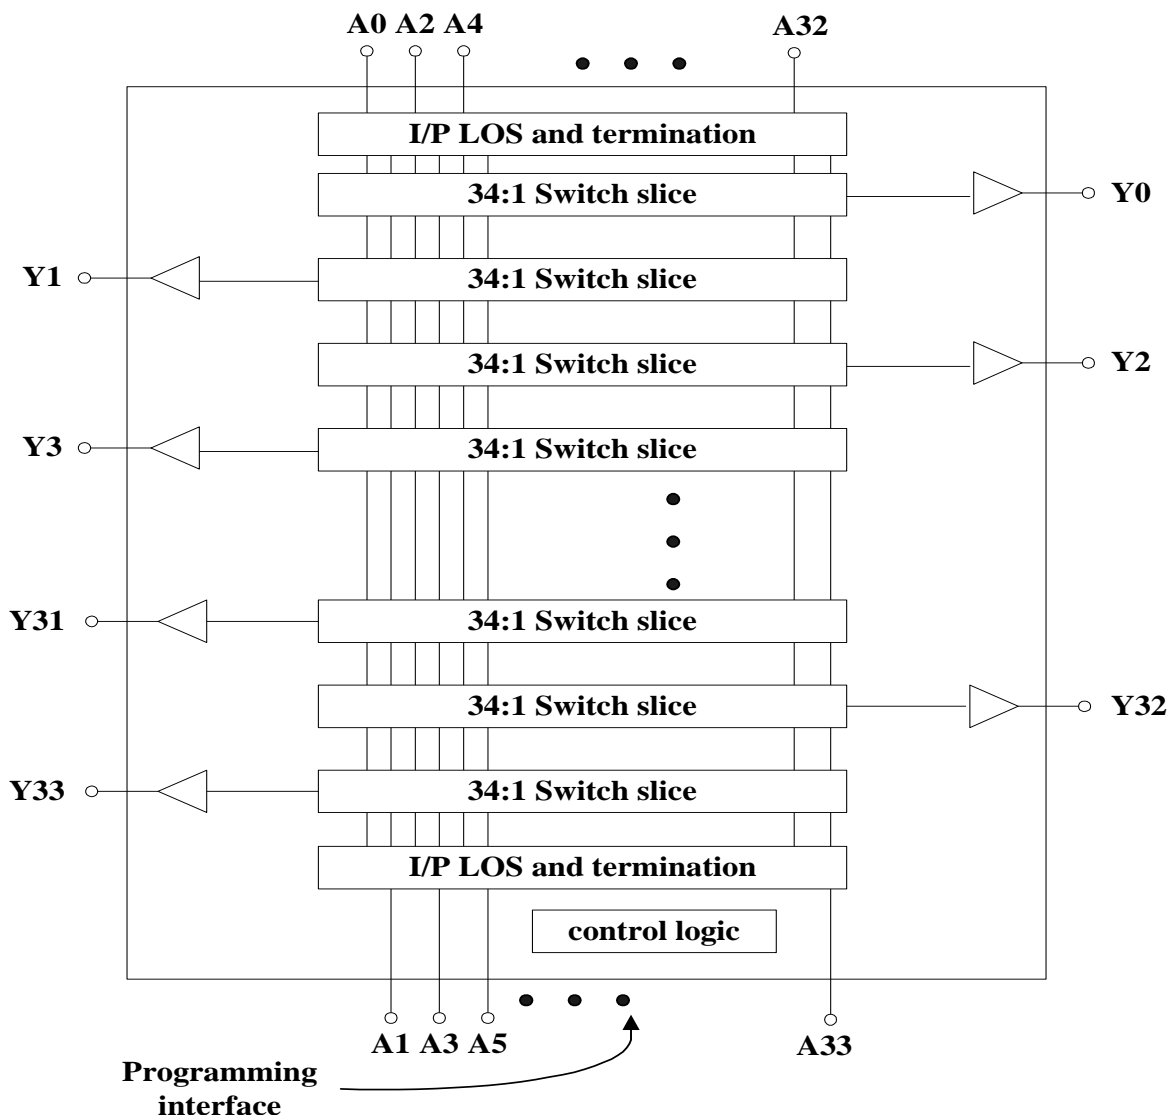 A0 A2 A4
A32
I/P LOS and termination
34:1 Switch slice
Y0
Y1
34:1 Switch slice
34:1 Switch slice
Y2
Y3
34:1 Switch slice
Y31
34:1 Switch slice
34:1 Switch slice
Y32
Y33
34:1 Switch slice
I/P LOS and termination
control logic
A1 A3 A5
A33
Programming
interface